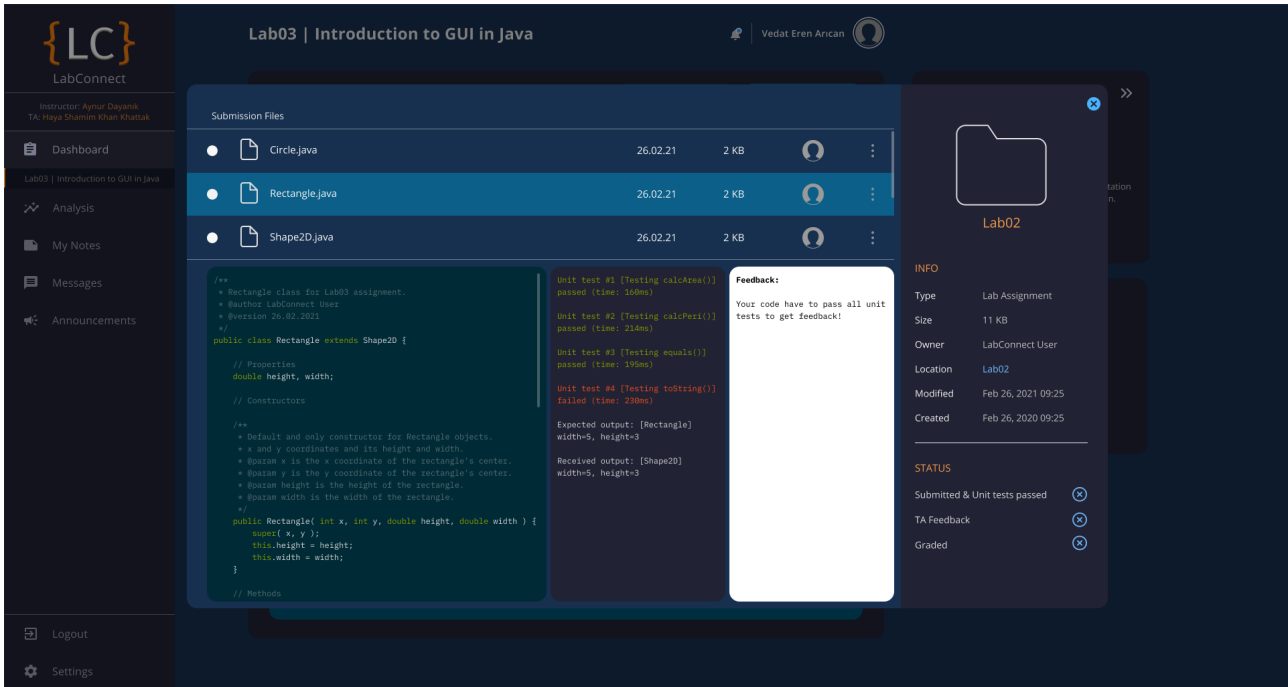 {LC}
LabConnect
Instructor: Aynur Dayanık
TA: Haya Shamim Khan Khattak
Dashboard
Lab03 | Introduction to GUI in Java
Analysis
My Notes
Messages
Announcements
Logout
Settings
Lab03 | Introduction to GUI in Java
Vedat Eren Arıcan
Submission Files
Circle.java 26.02.21 2 KB
Rectangle.java 26.02.21 2 KB
Shape2D.java 26.02.21 2 KB
/**
* Rectangle class for Lab03 assignment.
* @author LabConnect User
* @version 26.02.2021
*/
public class Rectangle extends Shape2D {
// Properties
double height, width;
// Constructors
/**
* Default and only constructor for Rectangle objects.
* x and y coordinates and its height and width.
* @param x is the x coordinate of the rectangle's center.
* @param y is the y coordinate of the rectangle's center.
* @param height is the height of the rectangle.
* @param width is the width of the rectangle.
*/
public Rectangle( int x, int y, double height, double width ) {
super( x, y );
this.height = height;
this.width = width;
}
// Methods
Unit test #1 [Testing calcArea()]
passed (time: 160ms)
Unit test #2 [Testing calcPeri()]
passed (time: 214ms)
Unit test #3 [Testing equals()]
passed (time: 195ms)
Unit test #4 [Testing toString()]
failed (time: 230ms)
Expected output: [Rectangle]
width=5, height=3
Received output: [Shape2D]
width=5, height=3
Feedback:
Your code have to pass all unit
tests to get feedback!
Lab02
INFO
Type Lab Assignment
Size 11 KB
Owner LabConnect User
Location Lab02
Modified Feb 26, 2021 09:25
Created Feb 26, 2020 09:25
STATUS
Submitted & Unit tests passed
TA Feedback
Graded